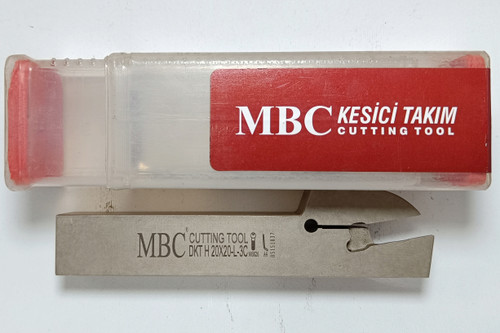 MBC KESİCİ TAKIM
CUTTING TOOL
MBC® CUTTING TOOL
DKT H 20X20-L-3C